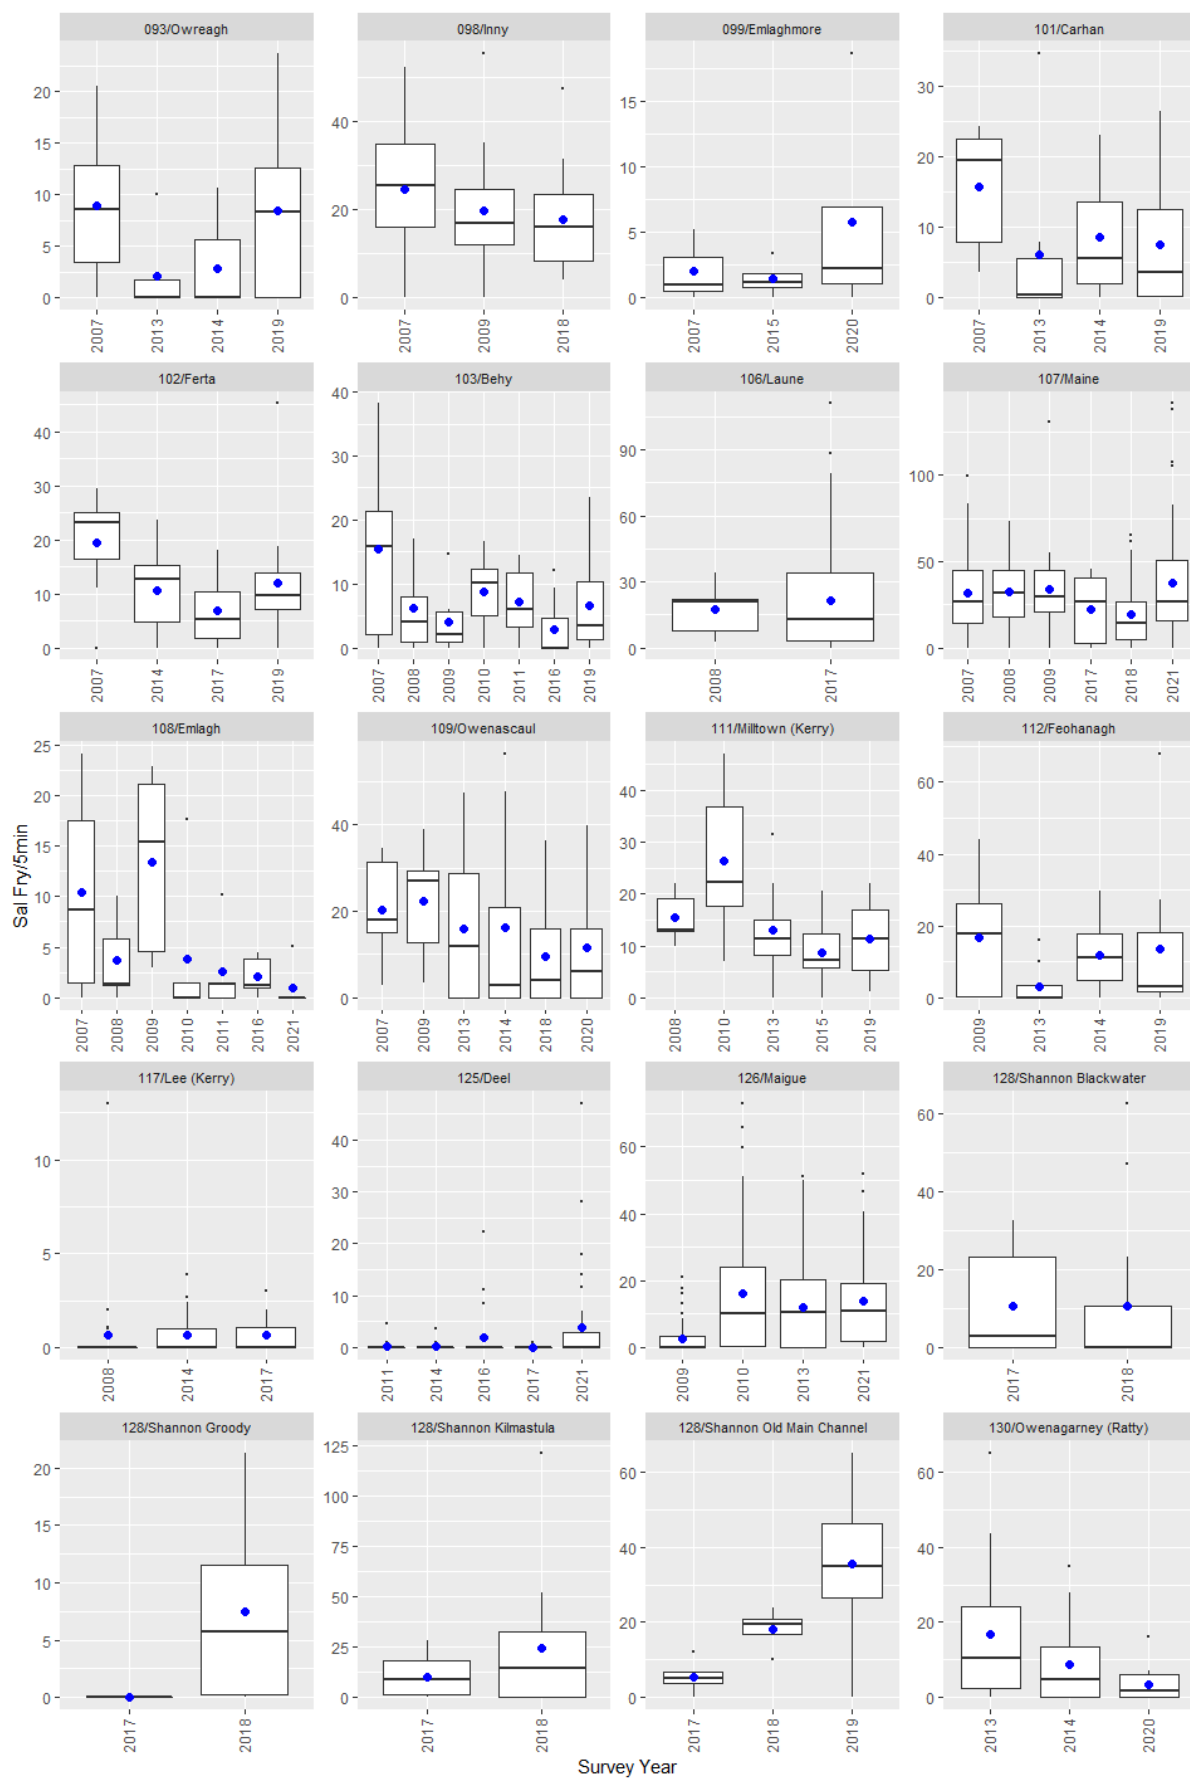 093/Owreagh 098/Inny 099/Emlaghmore 101/Carhan
20 15 10 5 0
40 20 0
15 10 5 0
30 20 10 0
2007 2013 2014 2019
2007 2009 2018
2007 2015 2020
2007 2013 2014 2019
102/Ferta 103/Behy 106/Laune 107/Maine
40 30 20 10 0
40 30 20 10 0
90 60 30 0
100 50 0
2007 2014 2017 2019
2007 2008 2009 2010 2011 2016 2019
2008 2017
2007 2008 2009 2017 2018 2021
108/Emlagh 109/Owenascaul 111/Milltown (Kerry) 112/Feohanagh
25 20 15 10 5 0
40 20 0
40 30 20 10 0
60 40 20 0
2007 2008 2009 2010 2011 2016 2021
2007 2009 2013 2014 2018 2020
2008 2010 2013 2015 2019
2009 2013 2014 2019
Sal Fry/5min
117/Lee (Kerry) 125/Deel 126/Maigue 128/Shannon Blackwater
10 5 0
40 30 20 10 0
60 40 20 0
60 40 20 0
2008 2014 2017
2011 2014 2016 2017 2021
2009 2010 2013 2021
2017 2018
128/Shannon Groody 128/Shannon Kilmastula 128/Shannon Old Main Channel 130/Owenagarney (Ratty)
20 15 10 5 0
125 100 75 50 25 0
60 40 20 0
60 40 20 0
2017 2018
2017 2018
2017 2018 2019
2013 2014 2020
Survey Year